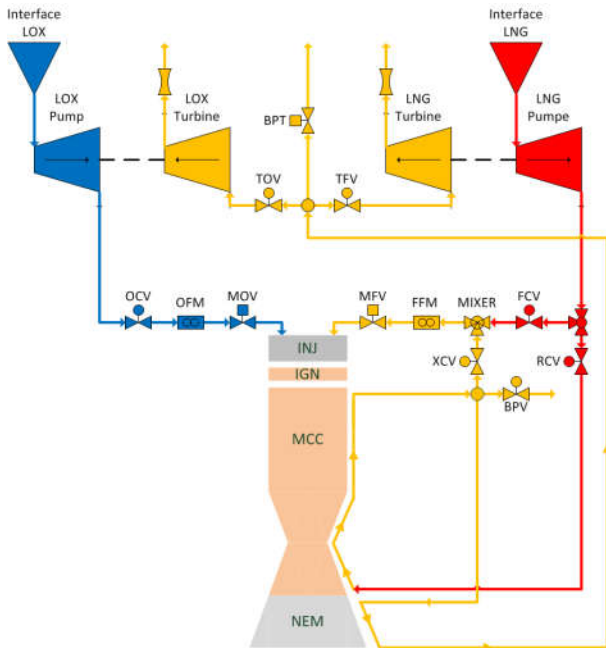 Interface
LOX
Interface
LNG
LOX
Pump
LOX
Turbine
BPT
LNG
Turbine
LNG
Pumpe
TOV
TFV
OCV
OFM
MOV
MFV
FFM
MIXER
FCV
INJ
XCV
RCV
IGN
BPV
MCC
NEM